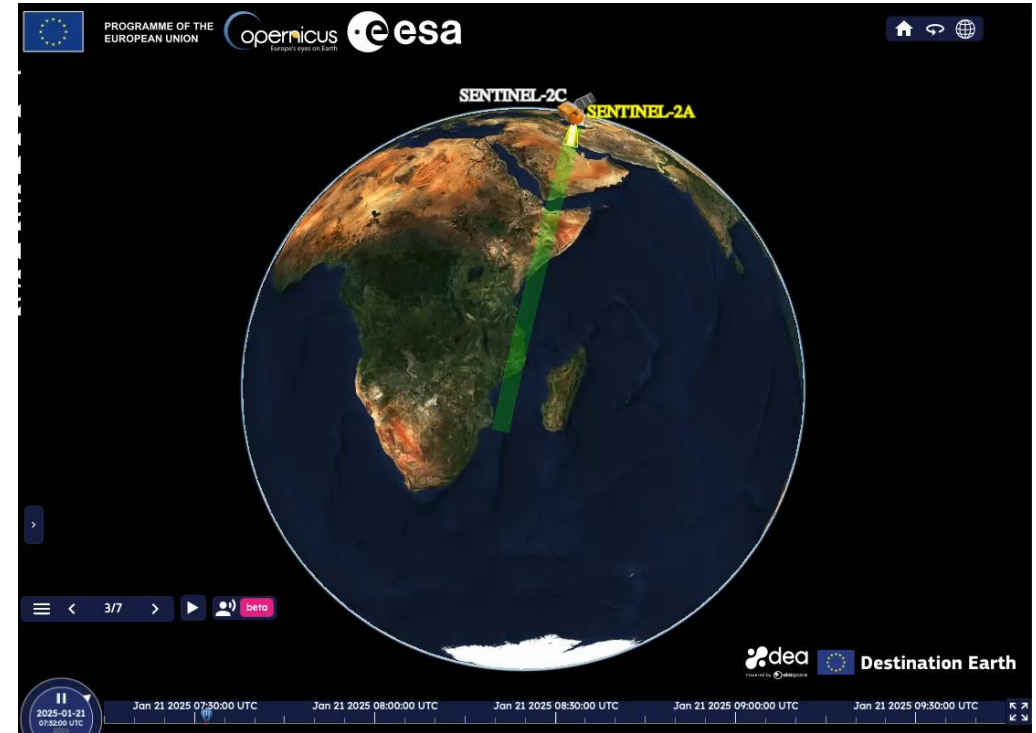 PROGRAMME OF THE
EUROPEAN UNION
opernicus
Europe's eyes on Earth
esa
SENTINEL-2C
SENTINEL-2A
3/7
beta
dea
powered by
Destination Earth
2025-01-21
07:32:00 UTC
Jan 21 2025 07:30:00 UTC
Jan 21 2025 08:00:00 UTC
Jan 21 2025 08:30:00 UTC
Jan 21 2025 09:00:00 UTC
Jan 21 2025 09:30:00 UTC